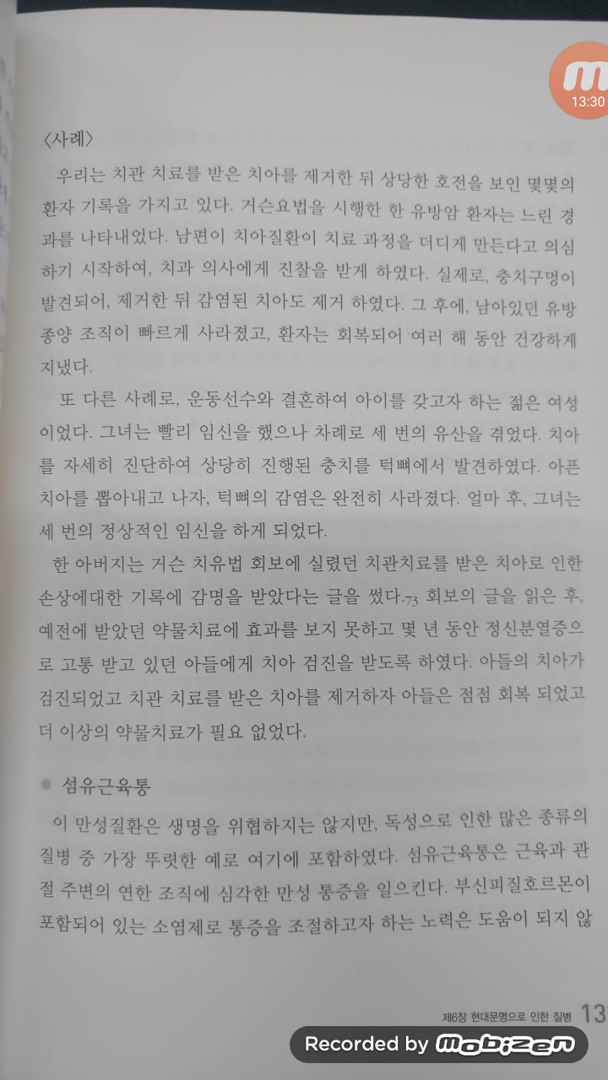 13:30
〈사례〉
우리는 치관 치료를 받은 치아를 제거한 뒤 상당한 호전을 보인 몇몇의
환자 기록을 가지고 있다. 거슨요법을 시행한 한 유방암 환자는 느린 경
과를 나타내었다. 남편이 치아질환이 치료 과정을 더디게 만든다고 의심
하기 시작하여, 치과 의사에게 진찰을 받게 하였다. 실제로, 충치구멍이
발견되어, 제거한 뒤 감염된 치아도 제거 하였다. 그 후에, 남아있던 유방
종양 조직이 빠르게 사라졌고, 환자는 회복되어 여러 해 동안 건강하게
지냈다.
또 다른 사례로, 운동선수와 결혼하여 아이를 갖고자 하는 젊은 여성
이었다. 그녀는 빨리 임신을 했으나 차례로 세 번의 유산을 겪었다. 치아
를 자세히 진단하여 상당히 진행된 충치를 턱뼈에서 발견하였다. 아픈
치아를 뽑아내고 나자, 턱뼈의 감염은 완전히 사라졌다. 얼마 후, 그녀는
세 번의 정상적인 임신을 하게 되었다.
한 아버지는 거슨 치유법 회보에 실렸던 치관치료를 받은 치아로 인한
손상에대한 기록에 감명을 받았다는 글을 썼다.73 회보의 글을 읽은 후,
예전에 받았던 약물치료에 효과를 보지 못하고 몇 년 동안 정신분열증으
로 고통 받고 있던 아들에게 치아 검진을 받도록 하였다. 아들의 치아가
검진되었고 치관 치료를 받은 치아를 제거하자 아들은 점점 회복 되었고
더 이상의 약물치료가 필요 없었다.
● 섬유근육통
이 만성질환은 생명을 위협하지는 않지만, 독성으로 인한 많은 종류의
질병 중 가장 뚜렷한 예로 여기에 포함하였다. 섬유근육통은 근육과 관
절 주변의 연한 조직에 심각한 만성 통증을 일으킨다. 부신피질호르몬이
포함되어 있는 소염제로 통증을 조절하고자 하는 노력은 도움이 되지 않
제6장 현대문명으로 인한 질병 13
Recorded by mobizen